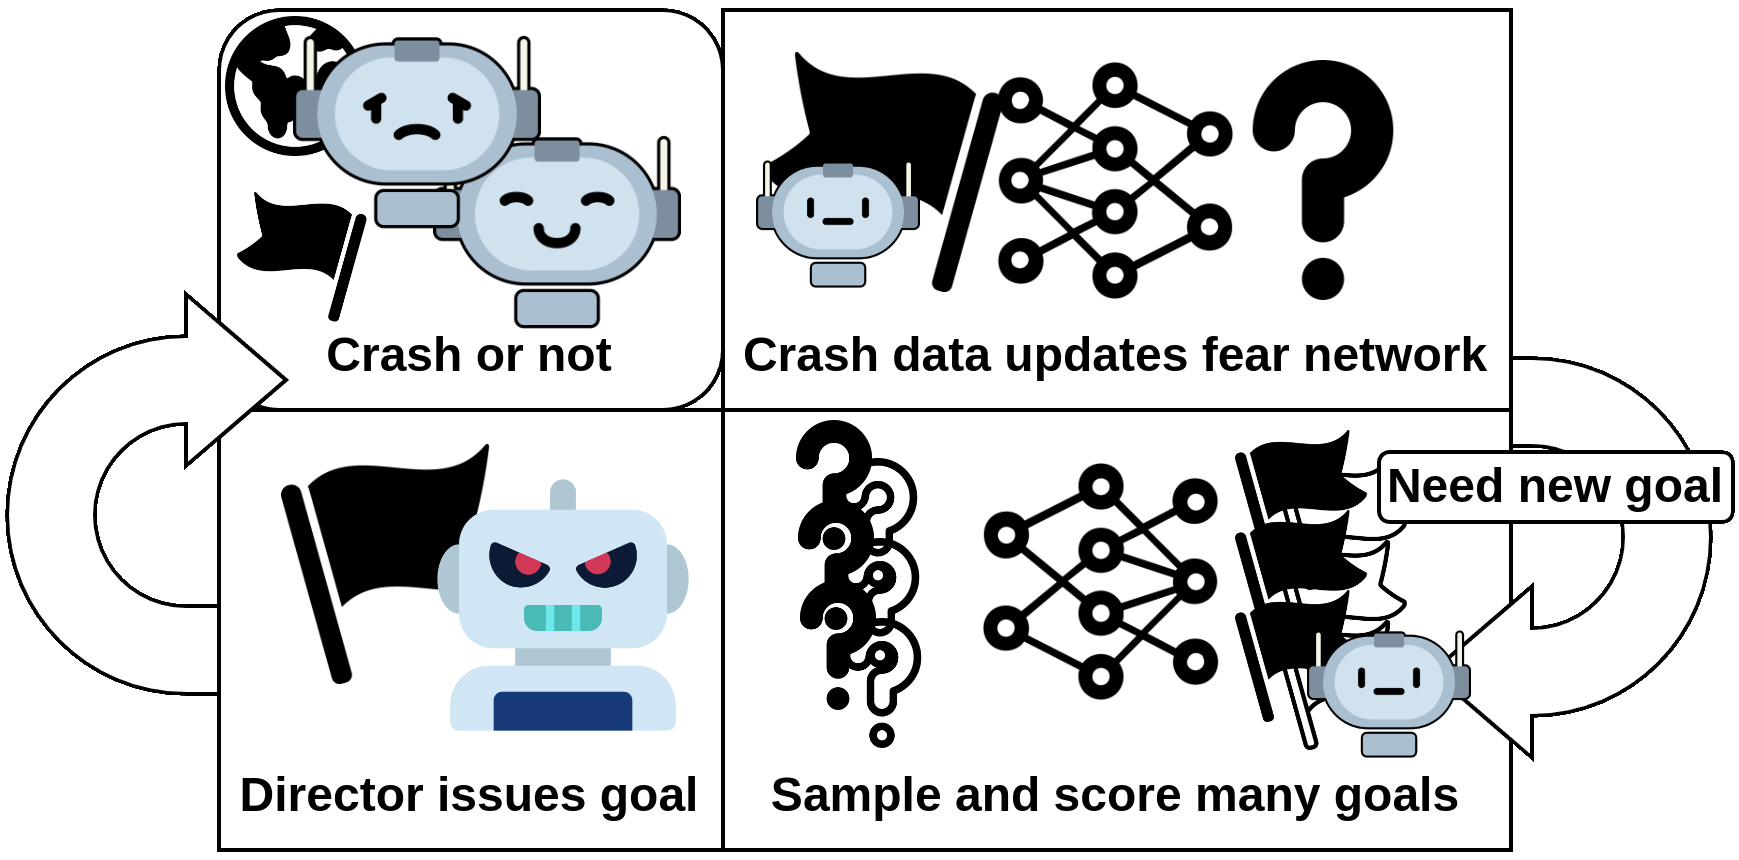 Crash or not
Crash data updates fear network
Need new goal
Director issues goal
Sample and score many goals